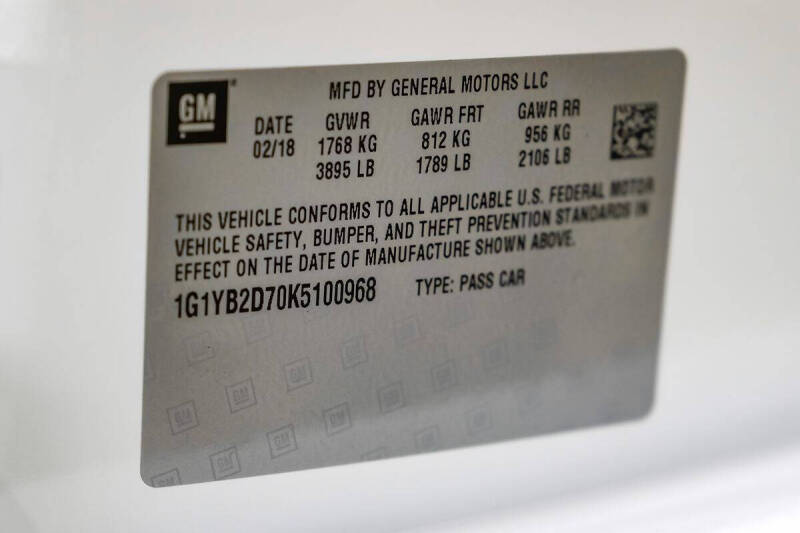 GM
MFD BY GENERAL MOTORS LLC
DATE GVWR GAWR FRT GAWR RR
02/18 1768 KG 812 KG 956 KG
3895 LB 1789 LB 2106 LB
THIS VEHICLE CONFORMS TO ALL APPLICABLE U.S. FEDERAL MOTOR
VEHICLE SAFETY, BUMPER, AND THEFT PREVENTION STANDARDS IN
EFFECT ON THE DATE OF MANUFACTURE SHOWN ABOVE.
1G1YB2D70K5100968 TYPE: PASS CAR